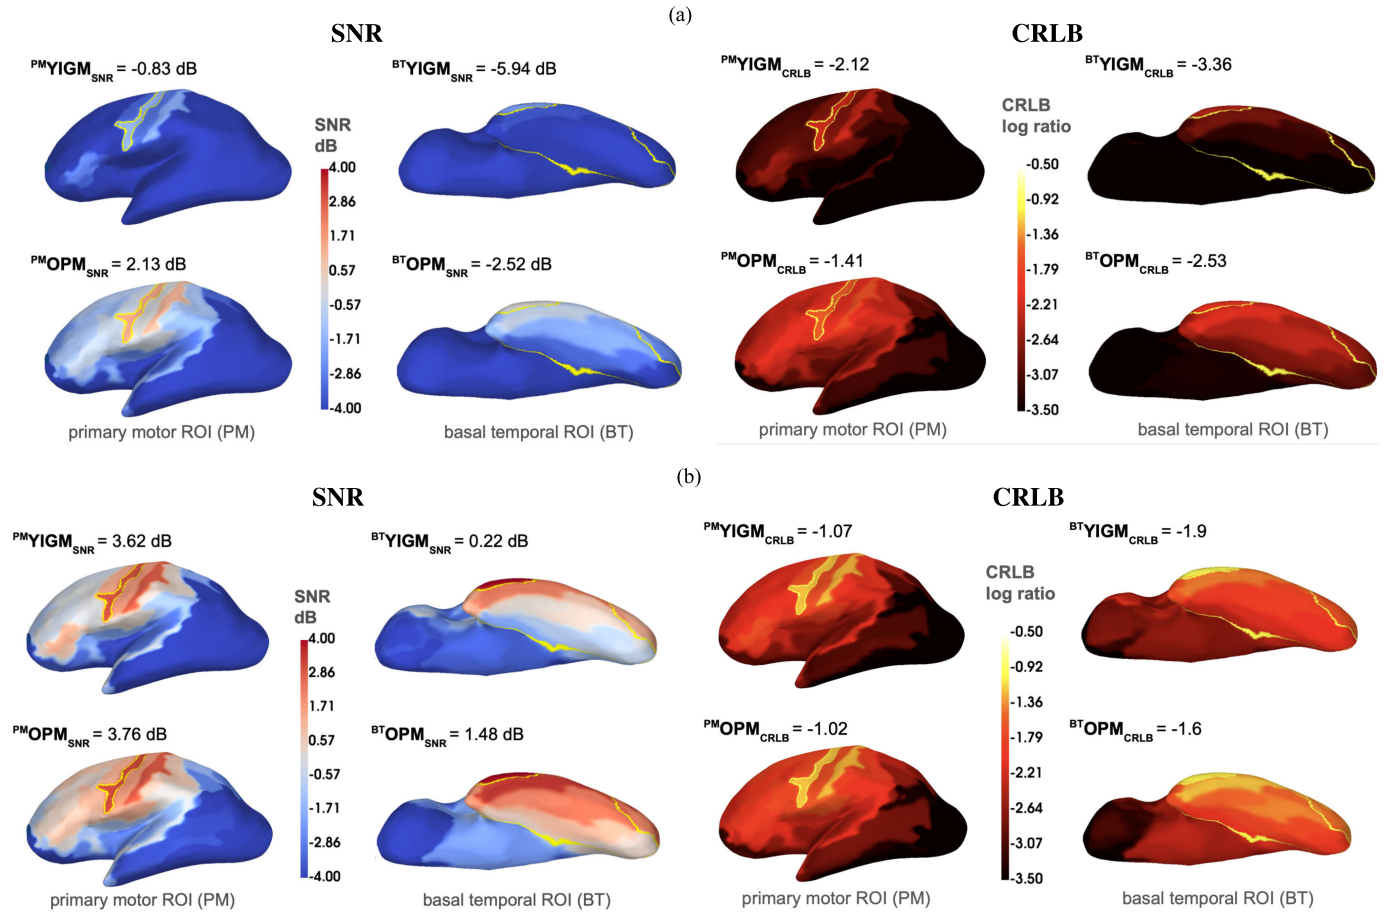 (a)
SNR
CRLB
PMYIGMSNR = -0.83 dB
BTYIGMSNR = -5.94 dB
PMYIGMCRLB = -2.12
BTYIGMCRLB = -3.36
SNR
dB
4.00
2.86
1.71
0.57
-0.57
-1.71
-2.86
-4.00
CRLB
log ratio
-0.50
-0.92
-1.36
-1.79
-2.21
-2.64
-3.07
-3.50
PMOPMSNR = 2.13 dB
BTOPMSNR = -2.52 dB
PMOPMCRLB = -1.41
BTOPMCRLB = -2.53
primary motor ROI (PM)
basal temporal ROI (BT)
primary motor ROI (PM)
basal temporal ROI (BT)
(b)
SNR
CRLB
PMYIGMSNR = 3.62 dB
BTYIGMSNR = 0.22 dB
PMYIGMCRLB = -1.07
BTYIGMCRLB = -1.9
SNR
dB
4.00
2.86
1.71
0.57
-0.57
-1.71
-2.86
-4.00
CRLB
log ratio
-0.50
-0.92
-1.36
-1.79
-2.21
-2.64
-3.07
-3.50
PMOPMSNR = 3.76 dB
BTOPMSNR = 1.48 dB
PMOPMCRLB = -1.02
BTOPMCRLB = -1.6
primary motor ROI (PM)
basal temporal ROI (BT)
primary motor ROI (PM)
basal temporal ROI (BT)